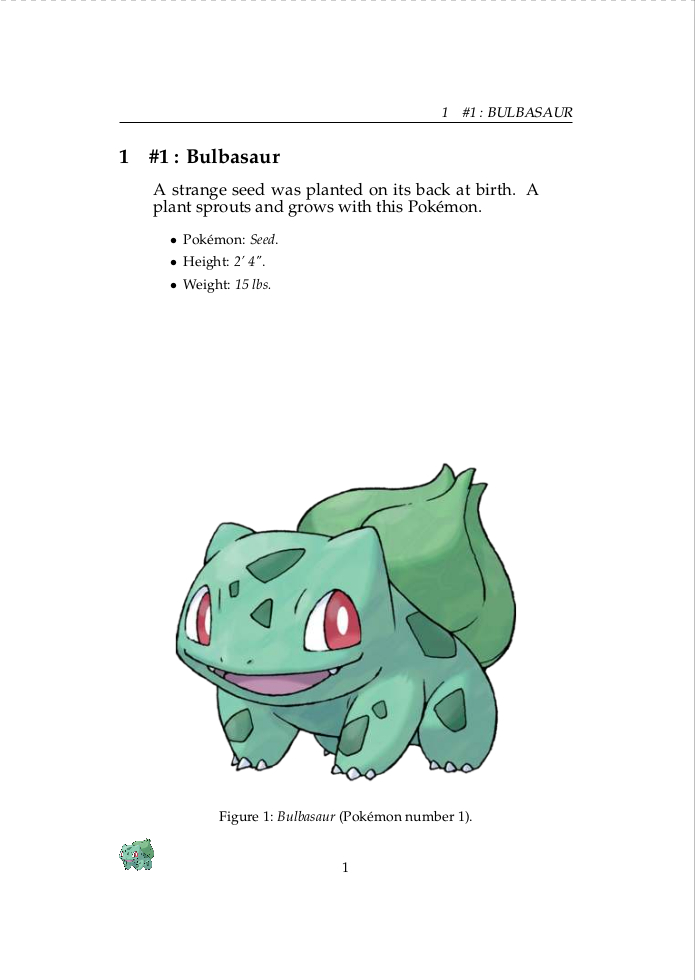 1 #1 : BULBASAUR
1 #1 : Bulbasaur
A strange seed was planted on its back at birth. A
plant sprouts and grows with this Pokémon.
• Pokémon: Seed.
• Height: 2’ 4”.
• Weight: 15 lbs.
Figure 1: Bulbasaur (Pokémon number 1).
1